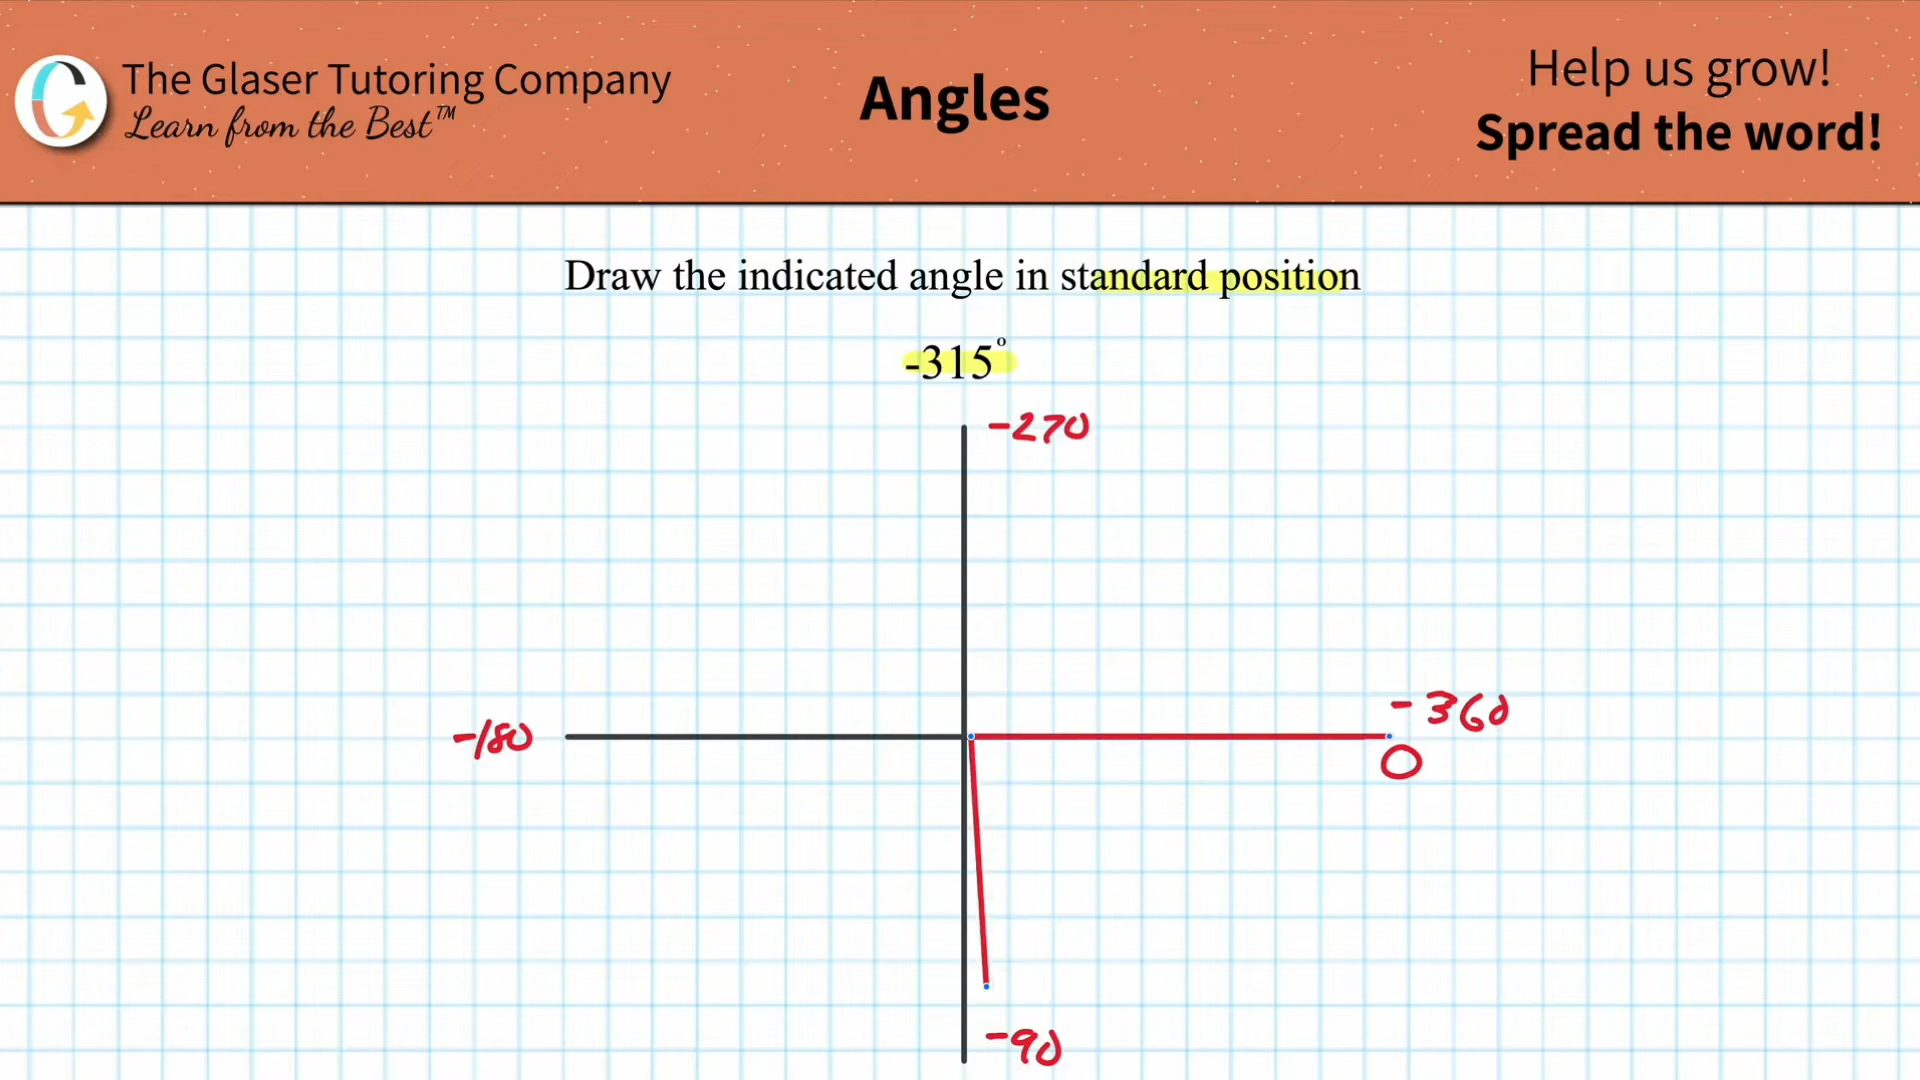 The Glaser Tutoring Company
Learn from the Best™
Angles
Help us grow!
Spread the word!
Draw the indicated angle in standard position
-315°
-270
-180
-360
0
-90